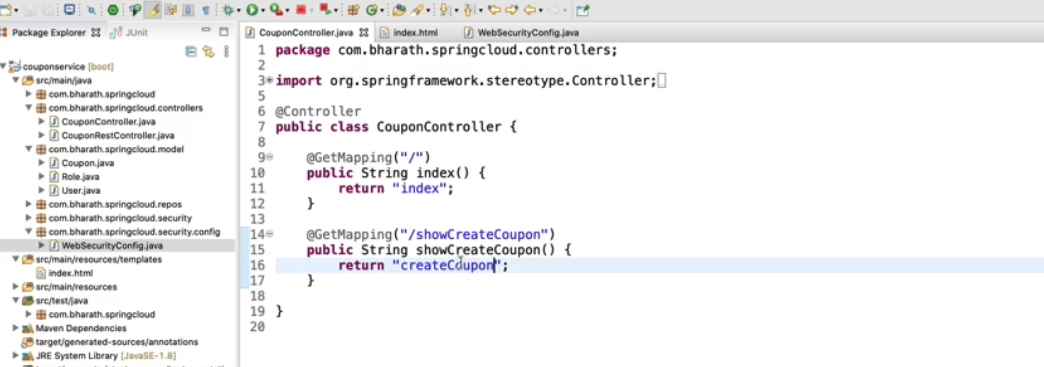 Package Explorer
JUnit
couponservice [boot]
src/main/java
com.bharath.springcloud
com.bharath.springcloud.controllers
CouponController.java
CouponRestController.java
com.bharath.springcloud.model
Coupon.java
Role.java
User.java
com.bharath.springcloud.repos
com.bharath.springcloud.security
com.bharath.springcloud.security.config
WebSecurityConfig.java
src/main/resources/templates
index.html
src/main/resources
src/test/java
com.bharath.springcloud
Maven Dependencies
target/generated-sources/annotations
JRE System Library [JavaSE-1.8]
CouponController.java
index.html
WebSecurityConfig.java
1 package com.bharath.springcloud.controllers;
2
3 import org.springframework.stereotype.Controller;
5
6 @Controller
7 public class CouponController {
8
9 @GetMapping("/")
10 public String index() {
11 return "index";
12 }
13
14 @GetMapping("/showCreateCoupon")
15 public String showCreateCoupon() {
16 return "createCoupon";
17 }
18
19 }
20